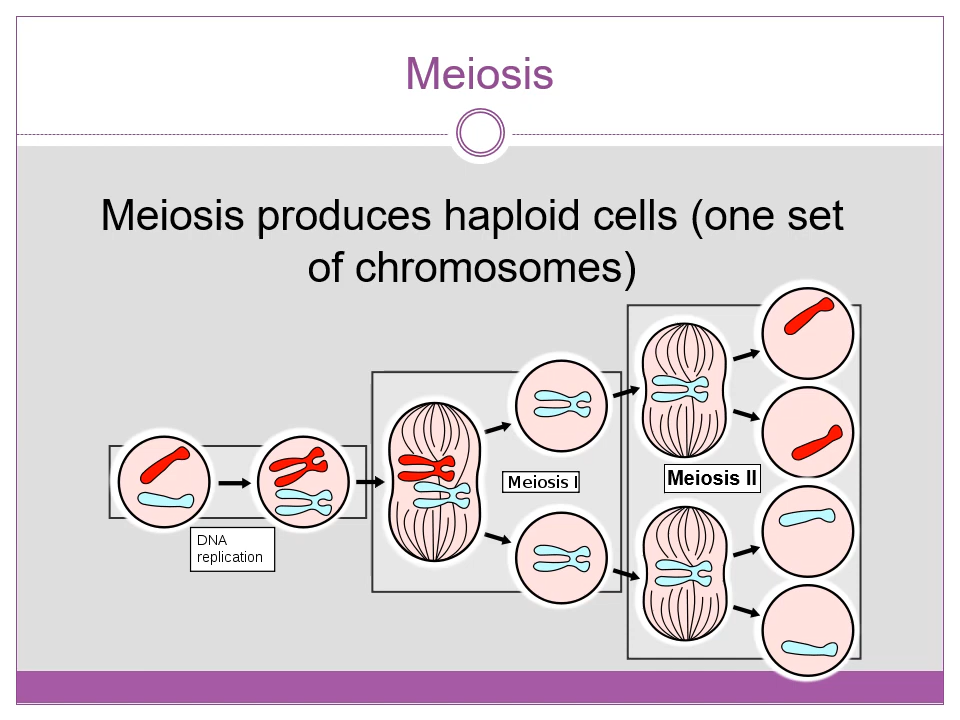 Meiosis
Meiosis produces haploid cells (one set
of chromosomes)
DNA
replication
Meiosis I
Meiosis II